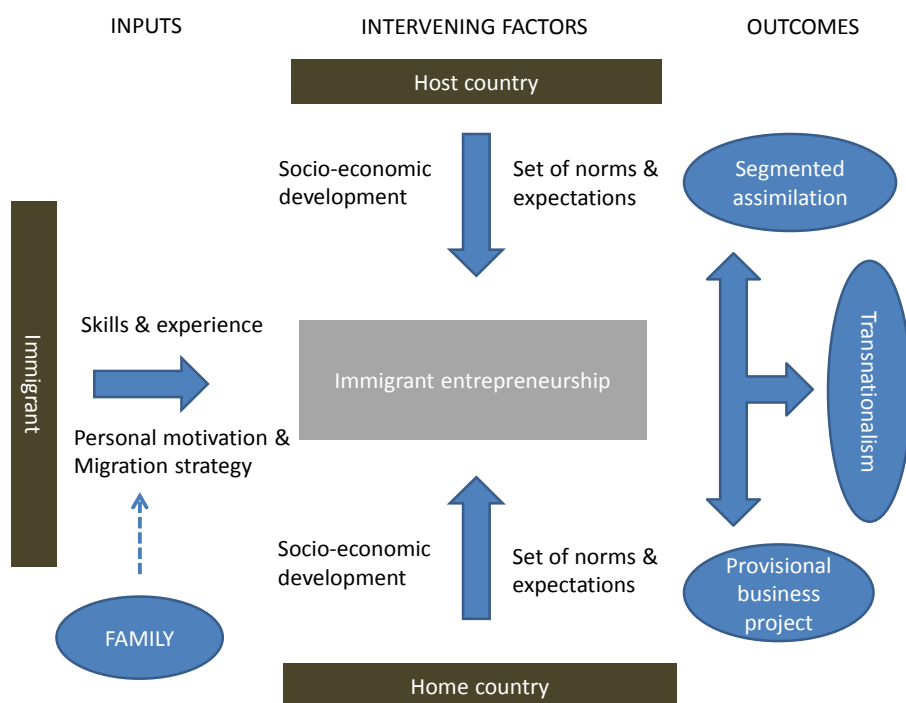 INPUTS
INTERVENING FACTORS
OUTCOMES
Host country
Socio-economic
development
Set of norms &
expectations
Segmented
assimilation
Immigrant
Skills & experience
Personal motivation &
Migration strategy
Immigrant entrepreneurship
Transnationalism
Socio-economic
development
Set of norms &
expectations
Provisional
business
project
FAMILY
Home country